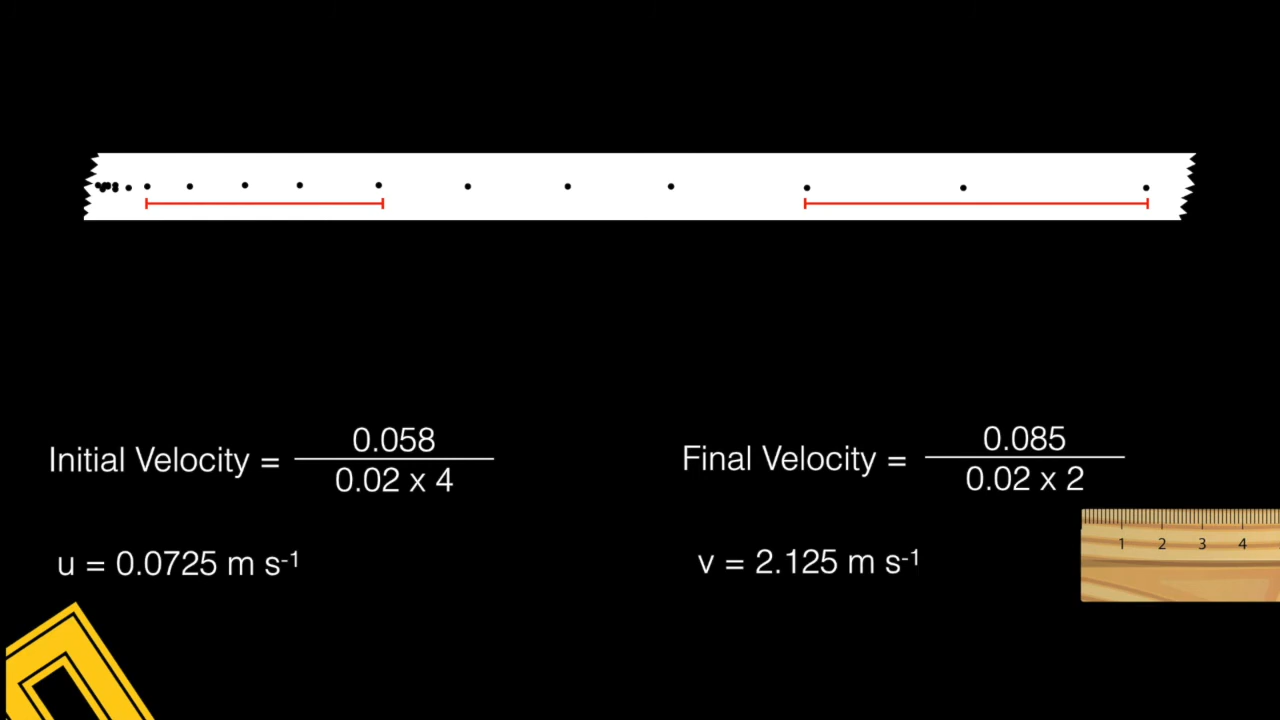 Initial Velocity = 0.058
0.02 x 4
u = 0.0725 m s-1
Final Velocity = 0.085
0.02 x 2
v = 2.125 m s-1
1 2 3 4